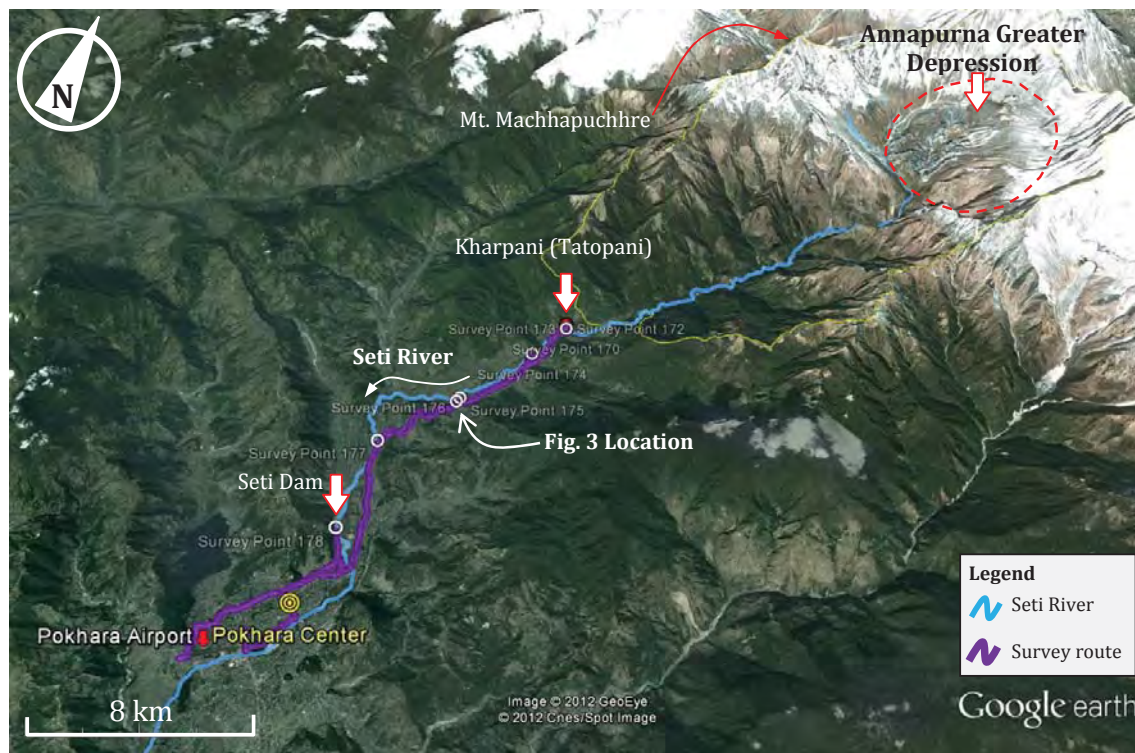 Annapurna Greater
Depression
N
Mt. Machhapuchhre
Kharpani (Tatopani)
Survey Point 173
Survey Point 172
Survey Point 170
Seti River
Survey Point 174
Survey Point 176
Survey Point 175
Fig. 3 Location
Survey Point 177
Seti Dam
Survey Point 178
Legend
Seti River
Survey route
Pokhara Airport
Pokhara Center
8 km
Image © 2012 GeoEye
© 2012 Cnes/Spot Image
Google earth